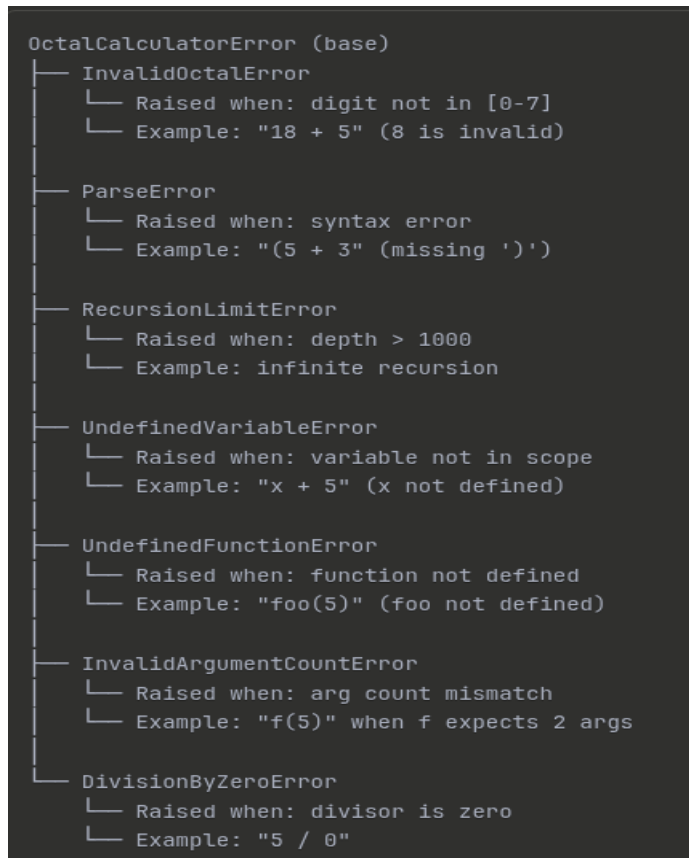 OctalCalculatorError (base)
├── InvalidOctalError
│   └── Raised when: digit not in [0-7]
│   └── Example: "18 + 5" (8 is invalid)
│
├── ParseError
│   └── Raised when: syntax error
│   └── Example: "(5 + 3" (missing ')')
│
├── RecursionLimitError
│   └── Raised when: depth > 1000
│   └── Example: infinite recursion
│
├── UndefinedVariableError
│   └── Raised when: variable not in scope
│   └── Example: "x + 5" (x not defined)
│
├── UndefinedFunctionError
│   └── Raised when: function not defined
│   └── Example: "foo(5)" (foo not defined)
│
├── InvalidArgumentCountError
│   └── Raised when: arg count mismatch
│   └── Example: "f(5)" when f expects 2 args
│
└── DivisionByZeroError
    └── Raised when: divisor is zero
    └── Example: "5 / 0"